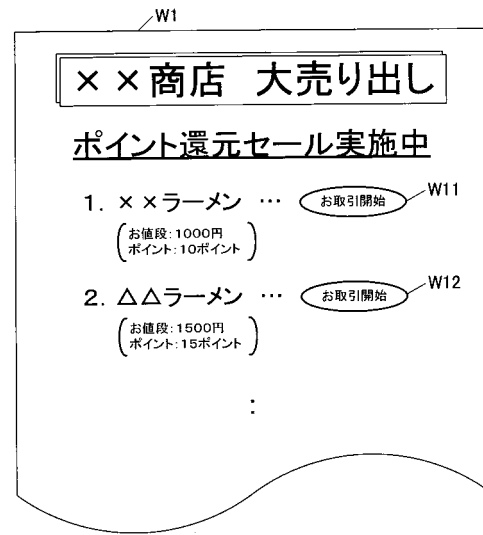 W1
××商店 大売り出し
ポイント還元セール実施中
1. ××ラーメン … お取引開始 W11
お値段:1000円
ポイント:10ポイント
2. △△ラーメン … お取引開始 W12
お値段:1500円
ポイント:15ポイント
: